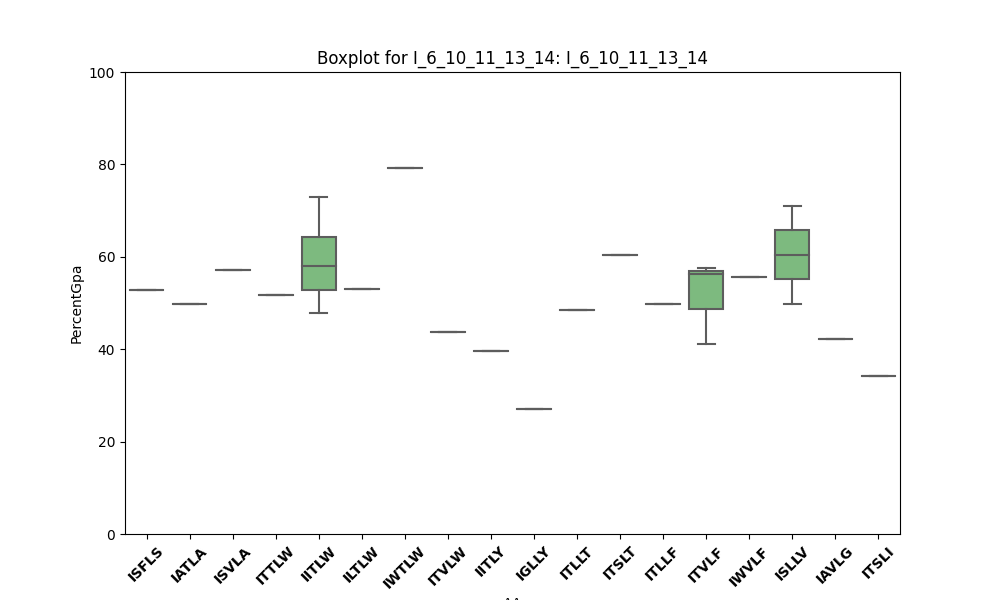 Boxplot for I_6_10_11_13_14: I_6_10_11_13_14
100
80
60
40
20
0
PercentGpa
ISFLS IATLA ISVLA ITTLW IITLW ILTLW IWTLW ITVLW IITLY IGLLY ITLLT ITSLT ITLLF ITVLF IWVLF ISLLV IAVLG ITSLI